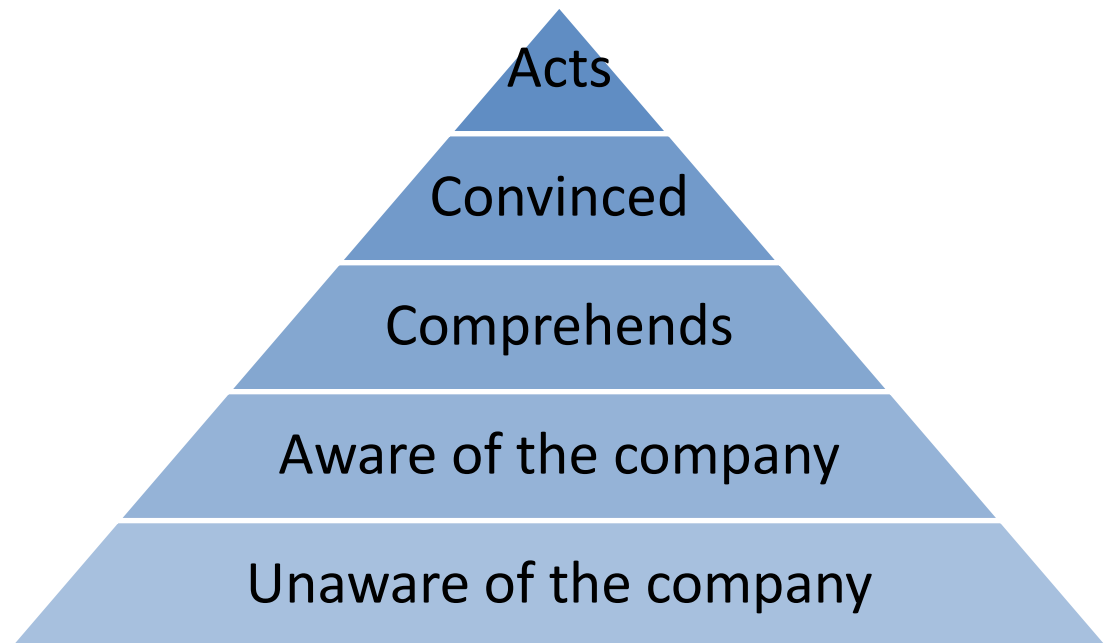 Acts
Convinced
Comprehends
Aware of the company
Unaware of the company